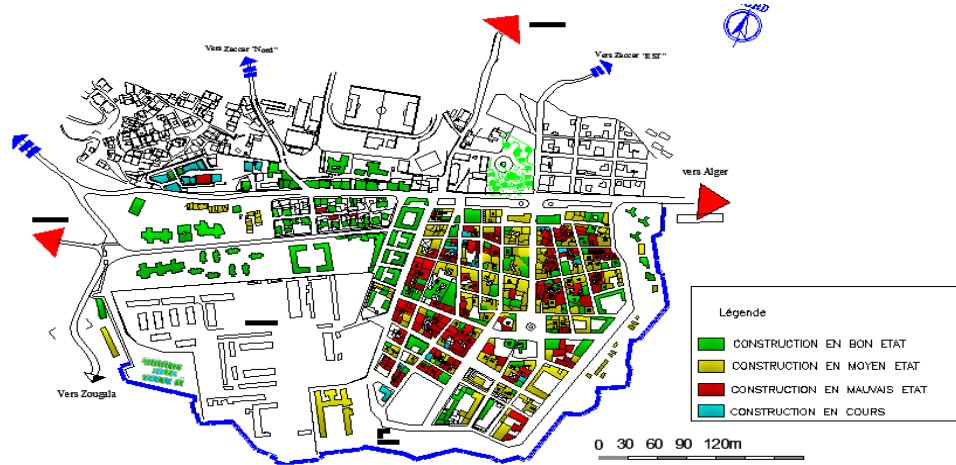 NORD
Vers Zaccar "Nord"
Vers Zaccar "EST"
vers Alger
Vers Zougala
Légende
CONSTRUCTION EN BON ETAT
CONSTRUCTION EN MOYEN ETAT
CONSTRUCTION EN MAUVAIS ETAT
CONSTRUCTION EN COURS
0 30 60 90 120m